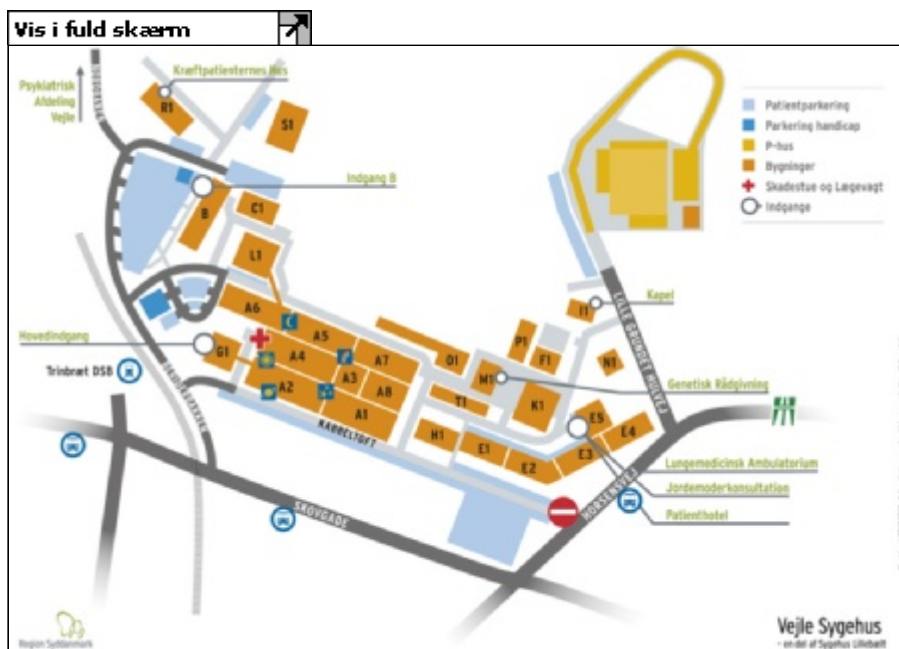 Vis i fuld skærm
Kræftpatienternes Hus
Psykiatrisk
Afdeling
Vejle
R1
S1
Patientparkering
Parkering handicap
P-hus
Bygninger
Skadestue og Lægevagt
Indgange
Indgang B
B
C1
L1
A6
A5
A7
A4
A3
A8
A2
A1
Hovedindgang
G1
Trinbræt DSB
KABBELTOFT
O1
M1
T1
P1
F1
I1
Kapel
N1
K1
H1
E1
E2
E3
E4
E5
LILLE GRUNDET HULVEJ
Genetisk Rådgivning
Lungemedicinsk Ambulatorium
Jordemoderkonsultation
Patienthotel
HORSENSVEJ
SKOVGADE
Region Syddanmark
Vejle Sygehus
- en del af Sygehus Lillebælt